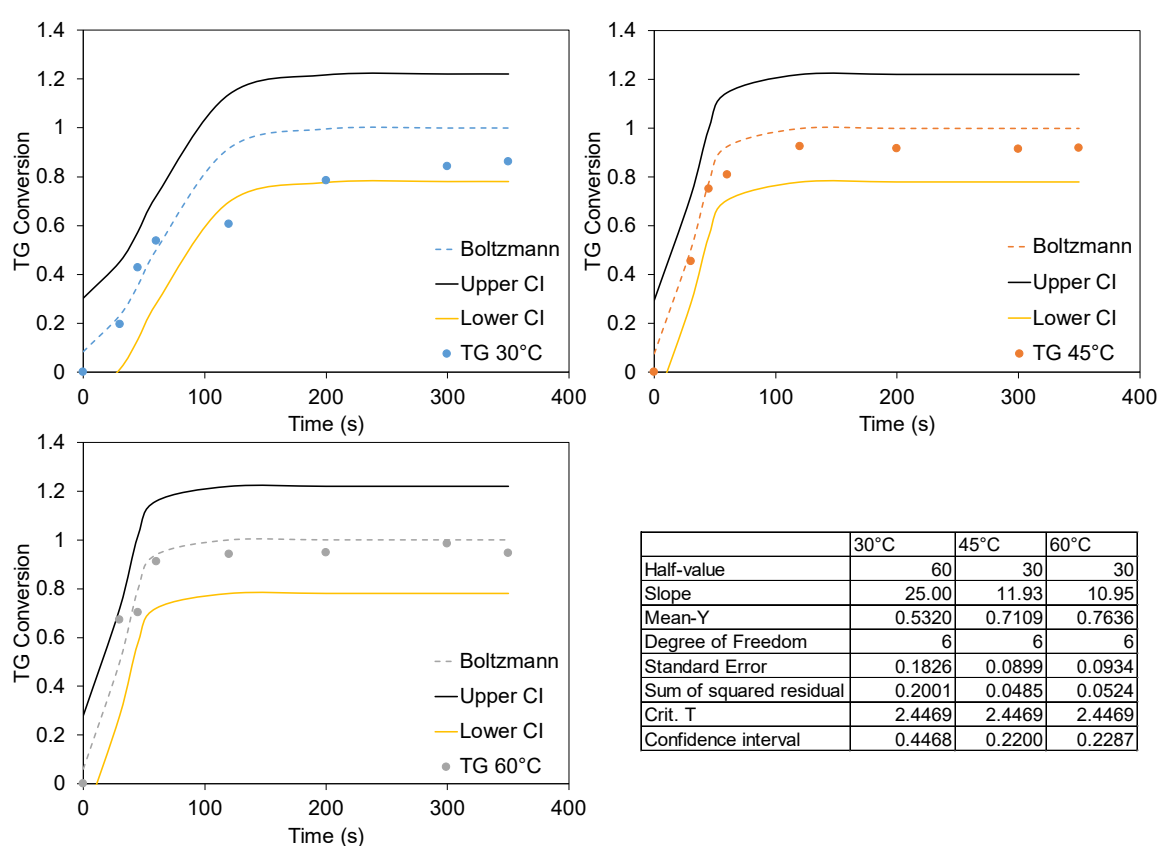 1.4
1.2
1
0.8
0.6
0.4
0.2
0
0 100 200 300 400
TG Conversion
Time (s)
Boltzmann
Upper CI
Lower CI
TG 30°C
1.4
1.2
1
0.8
0.6
0.4
0.2
0
0 100 200 300 400
TG Conversion
Time (s)
Boltzmann
Upper CI
Lower CI
TG 45°C
1.4
1.2
1
0.8
0.6
0.4
0.2
0
0 100 200 300 400
TG Conversion
Time (s)
Boltzmann
Upper CI
Lower CI
TG 60°C
30°C 45°C 60°C
Half-value 60 30 30
Slope 25.00 11.93 10.95
Mean-Y 0.5320 0.7109 0.7636
Degree of Freedom 6 6 6
Standard Error 0.1826 0.0899 0.0934
Sum of squared residual 0.2001 0.0485 0.0524
Crit. T 2.4469 2.4469 2.4469
Confidence interval 0.4468 0.2200 0.2287